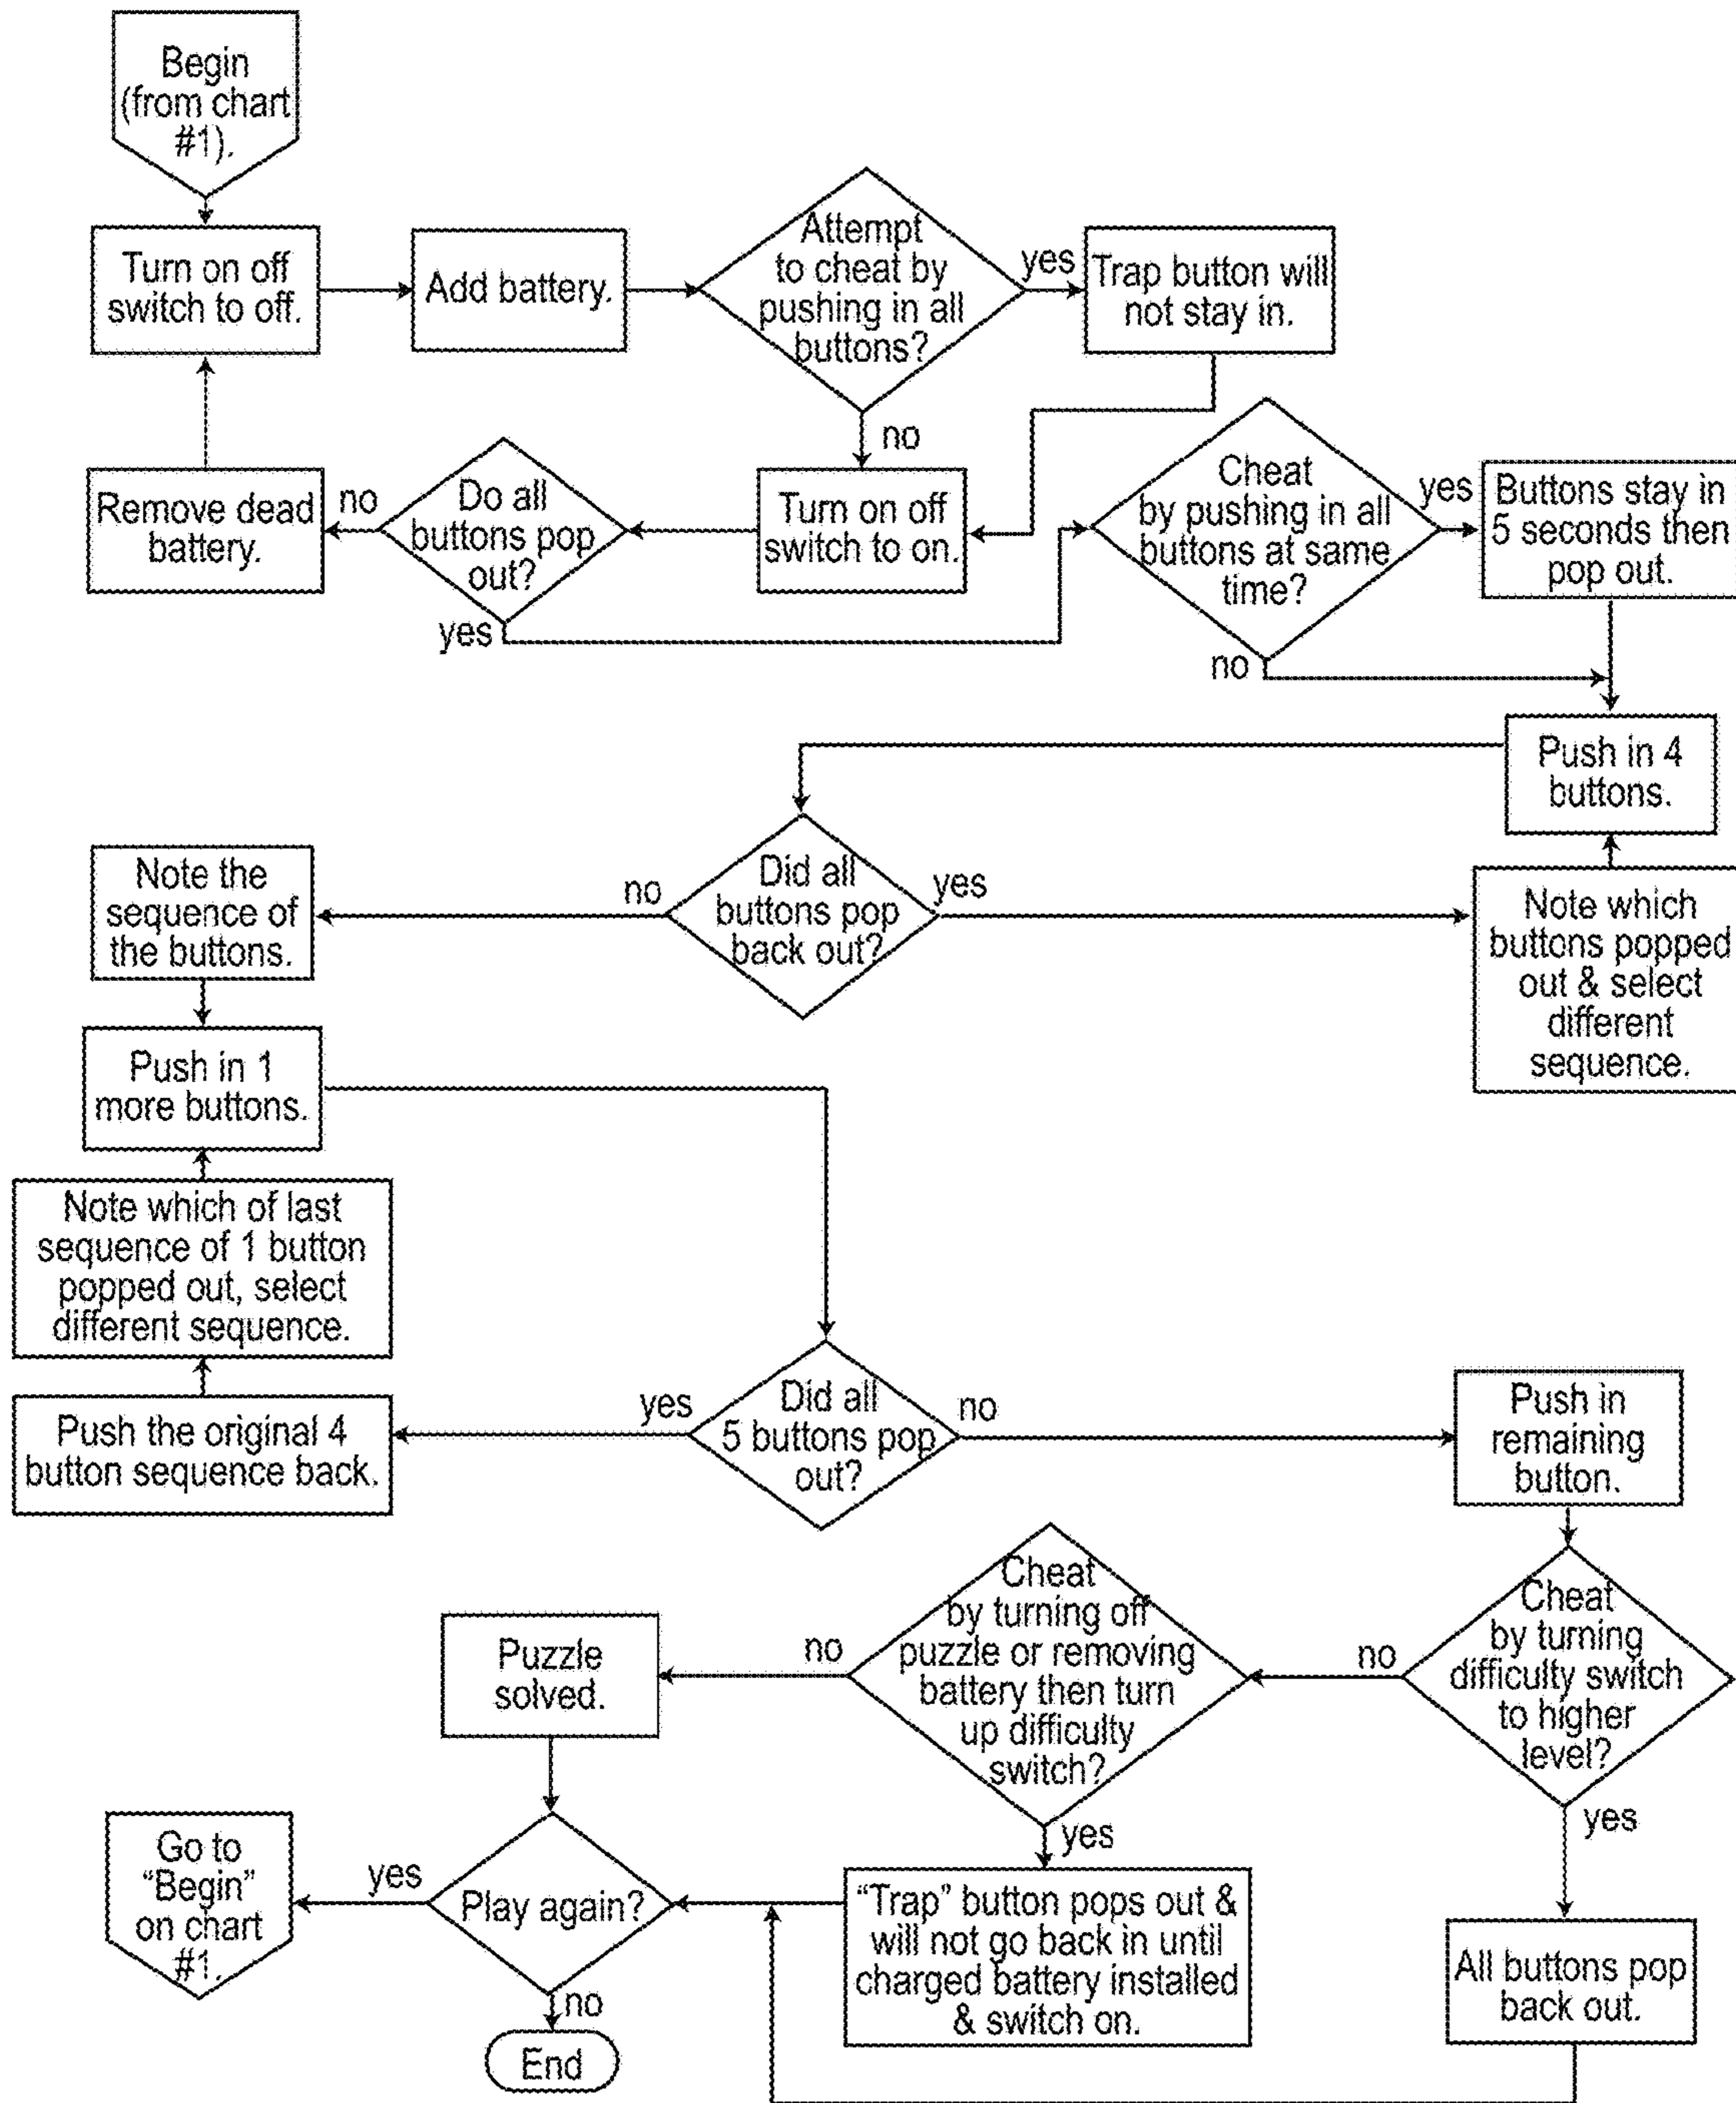 Begin
(from chart
#1).
Turn on off
switch to off.
Add battery.
Attempt
to cheat by
pushing in all
buttons?
yes
Trap button will
not stay in.
no
Remove dead
battery.
no
Do all
buttons pop
out?
yes
Turn on off
switch to on.
Cheat
by pushing in all
buttons at same
time?
yes
no
Buttons stay in
5 seconds then
pop out.
Push in 4
buttons.
Note the
sequence of
the buttons.
no
Did all
buttons pop
back out?
yes
Note which
buttons popped
out & select
different
sequence.
Push in 1
more buttons.
Note which of last
sequence of 1 button
popped out, select
different sequence.
Push the original 4
button sequence back.
yes
Did all
5 buttons pop
out?
no
Push in
remaining
button.
Puzzle
solved.
no
Cheat
by turning off
puzzle or removing
battery then turn
up difficulty
switch?
yes
no
Cheat
by turning
difficulty switch
to higher
level?
yes
Go to
“Begin”
on chart
#1.
yes
Play again?
no
End
“Trap” button pops out &
will not go back in until
charged battery installed
& switch on.
All buttons pop
back out.